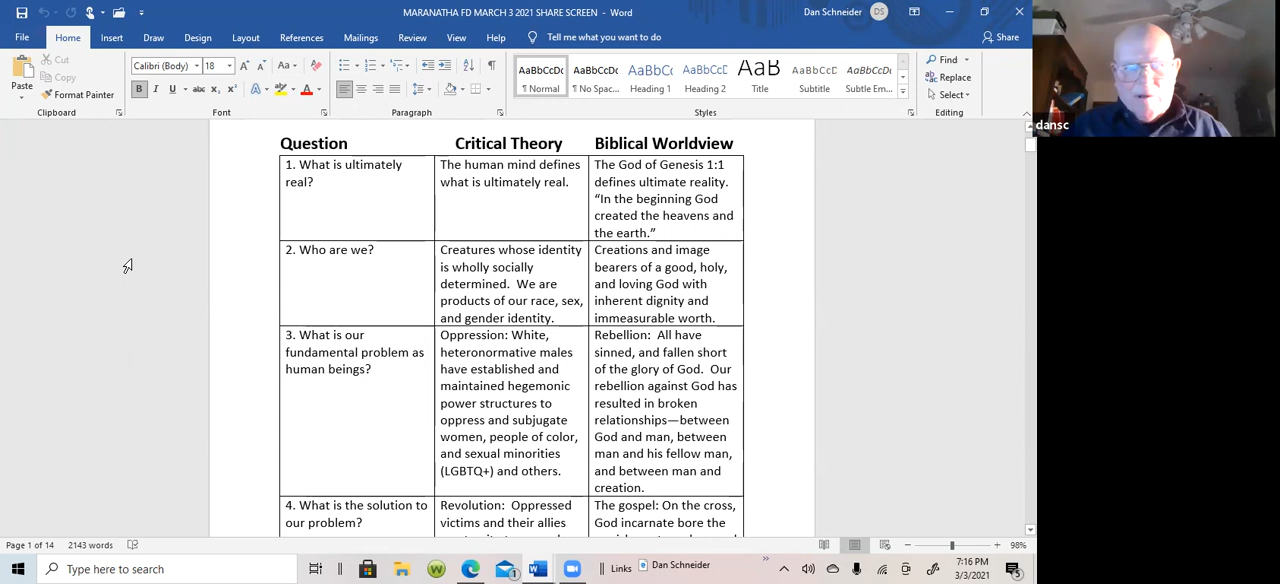 MARANATHA FD MARCH 3 2021 SHARE SCREEN - Word
Dan Schneider
DS
File
Home
Insert
Draw
Design
Layout
References
Mailings
Review
View
Help
Tell me what you want to do
Share
Paste
Cut
Copy
Format Painter
Clipboard
Calibri (Body)
18
Font
Paragraph
AaBbCcDc
¶ Normal
AaBbCcDc
¶ No Spac...
AaBbCc
Heading 1
AaBbCcD
Heading 2
AaB
Title
AaBbCcD
Subtitle
AaBbCcDc
Subtle Em...
Styles
Find
Replace
Select
Editing
dansc
Question Critical Theory Biblical Worldview
1. What is ultimately
real?
The human mind defines
what is ultimately real.
The God of Genesis 1:1
defines ultimate reality.
“In the beginning God
created the heavens and
the earth.”
2. Who are we?
Creatures whose identity
is wholly socially
determined. We are
products of our race, sex,
and gender identity.
Creations and image
bearers of a good, holy,
and loving God with
inherent dignity and
immeasurable worth.
3. What is our
fundamental problem as
human beings?
Oppression: White,
heteronormative males
have established and
maintained hegemonic
power structures to
oppress and subjugate
women, people of color,
and sexual minorities
(LGBTQ+) and others.
Rebellion: All have
sinned, and fallen short
of the glory of God. Our
rebellion against God has
resulted in broken
relationships—between
God and man, between
man and his fellow man,
and between man and
creation.
4. What is the solution to
our problem?
Revolution: Oppressed
victims and their allies
The gospel: On the cross,
God incarnate bore the
Page 1 of 14
2143 words
98%
Type here to search
Links
Dan Schneider
7:16 PM
3/3/2021